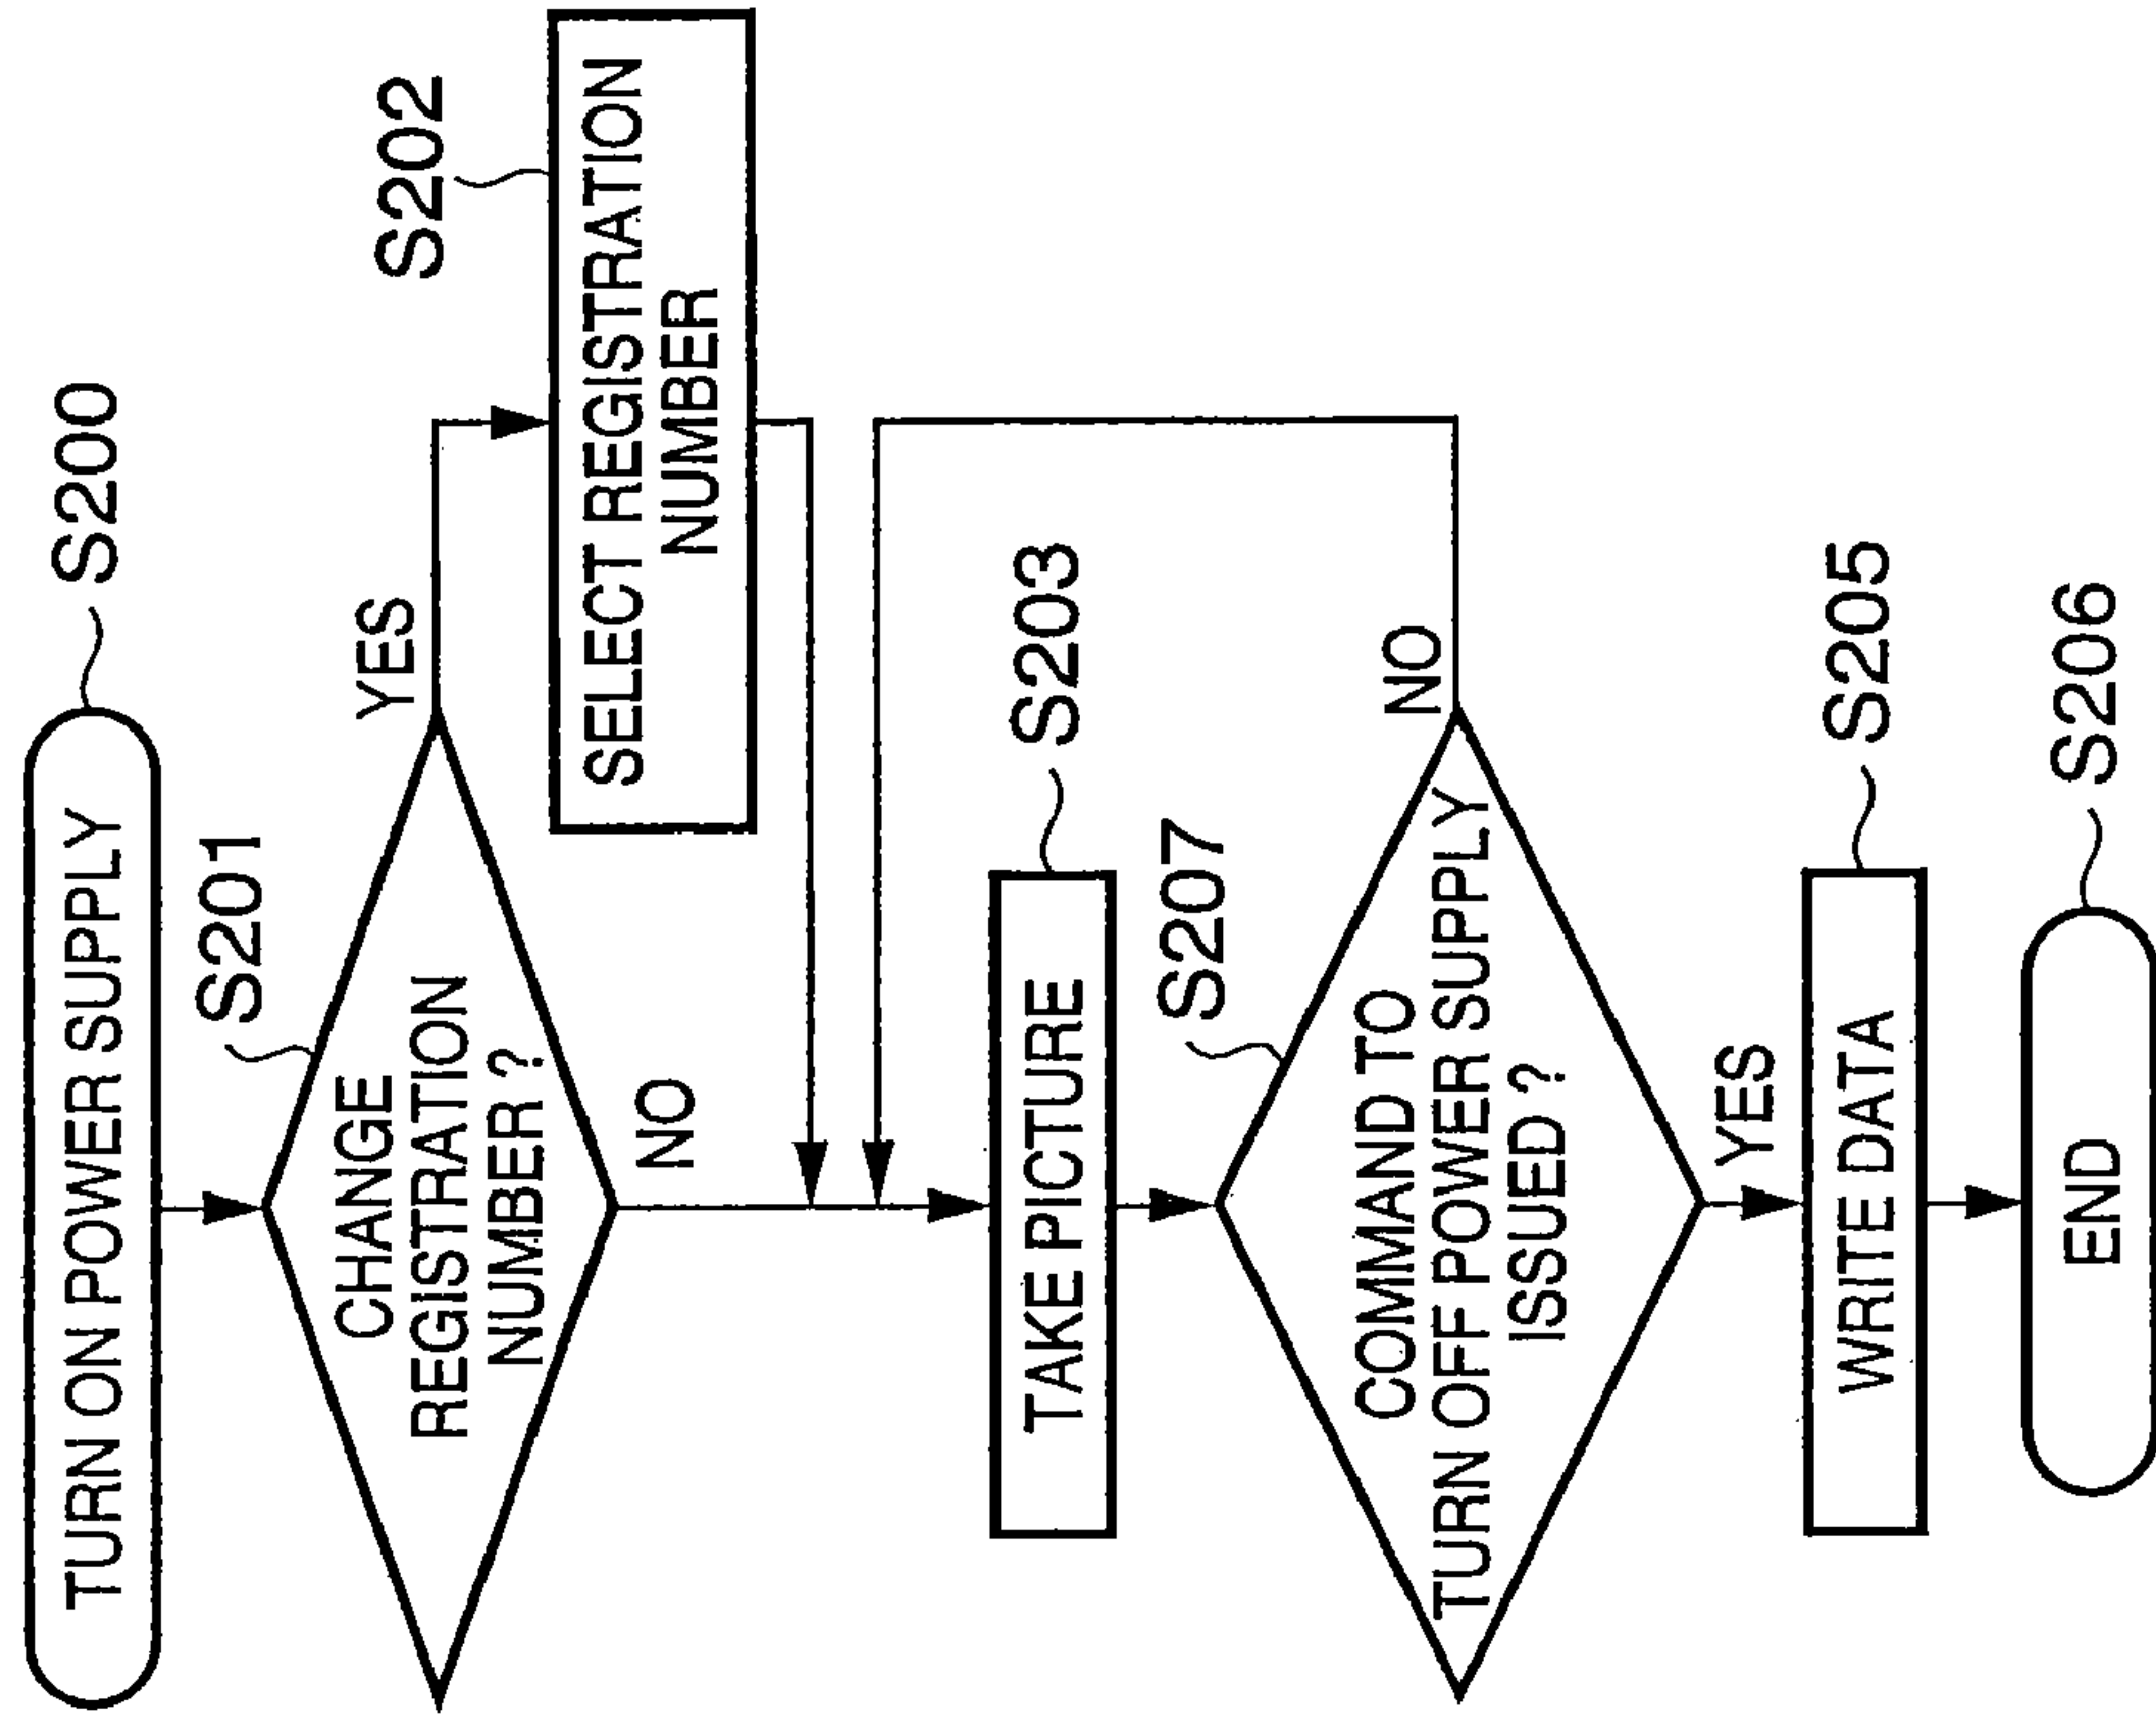 TURN ON POWER SUPPLY
S200
S201
CHANGE
REGISTRATION
NUMBER ?
YES
NO
S202
SELECT REGISTRATION
NUMBER
S203
TAKE PICTURE
S207
COMMAND TO
TURN OFF POWER SUPPLY
ISSUED ?
NO
YES
S205
WRITE DATA
S206
END